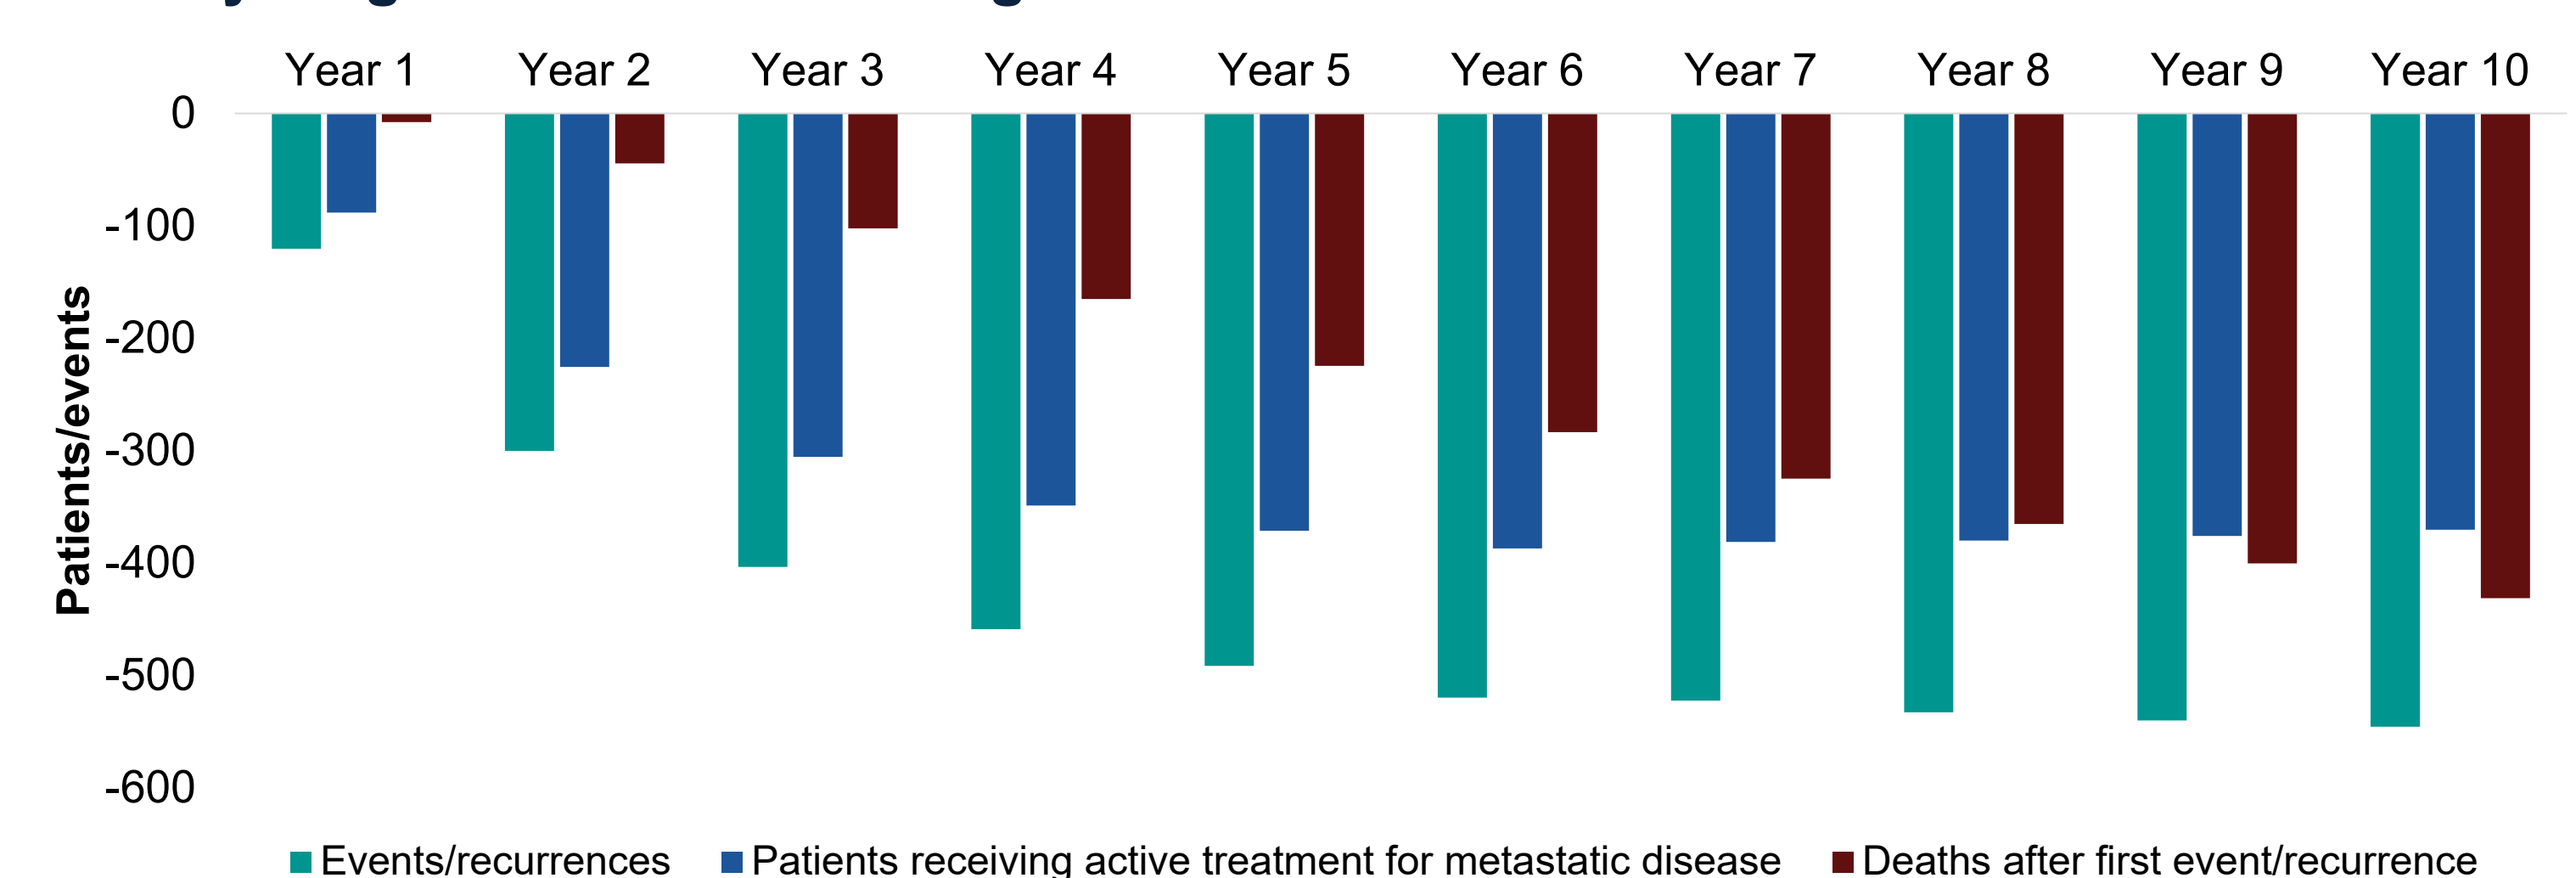 Year 1 Year 2 Year 3 Year 4 Year 5 Year 6 Year 7 Year 8 Year 9 Year 10
0
-100
-200
-300
-400
-500
-600
Patients/events
Events/recurrences Patients receiving active treatment for metastatic disease Deaths after first event/recurrence